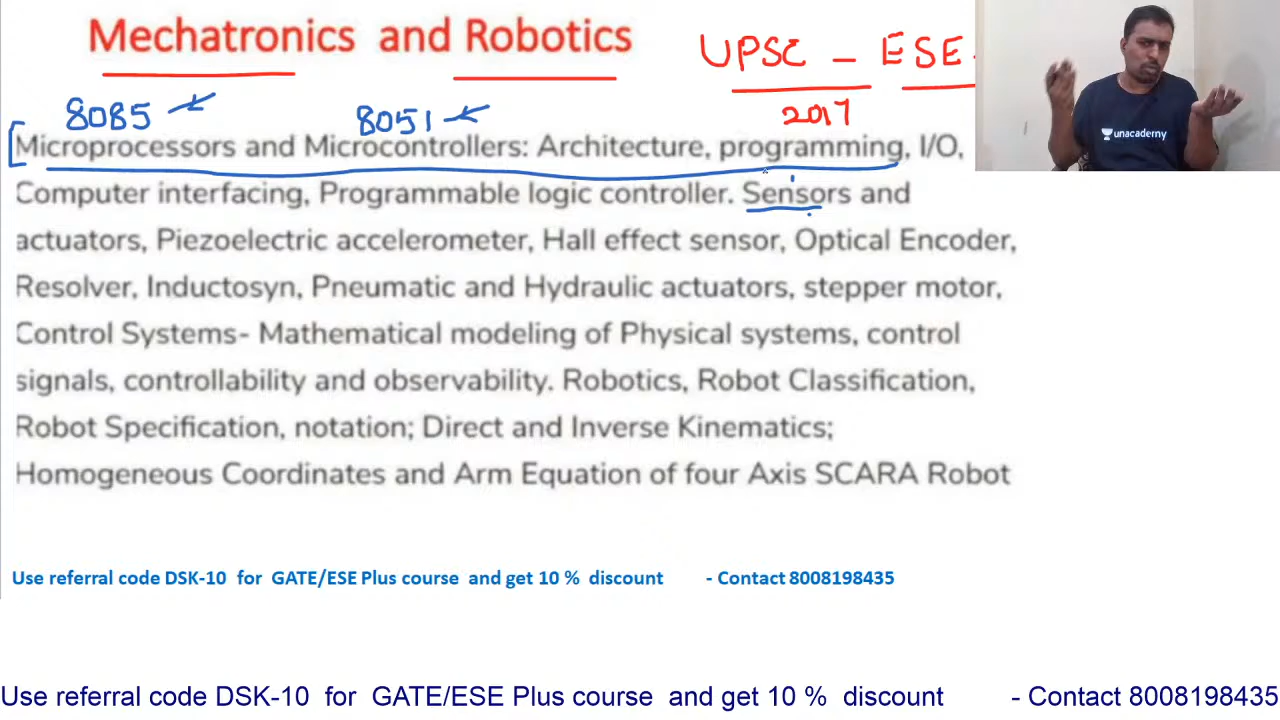 Mechatronics and Robotics
UPSC - ESE-
2017
8085
8051
Microprocessors and Microcontrollers: Architecture, programming, I/O,
Computer interfacing, Programmable logic controller. Sensors and
actuators, Piezoelectric accelerometer, Hall effect sensor, Optical Encoder,
Resolver, Inductosyn, Pneumatic and Hydraulic actuators, stepper motor,
Control Systems- Mathematical modeling of Physical systems, control
signals, controllability and observability. Robotics, Robot Classification,
Robot Specification, notation; Direct and Inverse Kinematics;
Homogeneous Coordinates and Arm Equation of four Axis SCARA Robot
unacademy
Use referral code DSK-10 for GATE/ESE Plus course and get 10 % discount - Contact 8008198435
Use referral code DSK-10 for GATE/ESE Plus course and get 10 % discount - Contact 8008198435